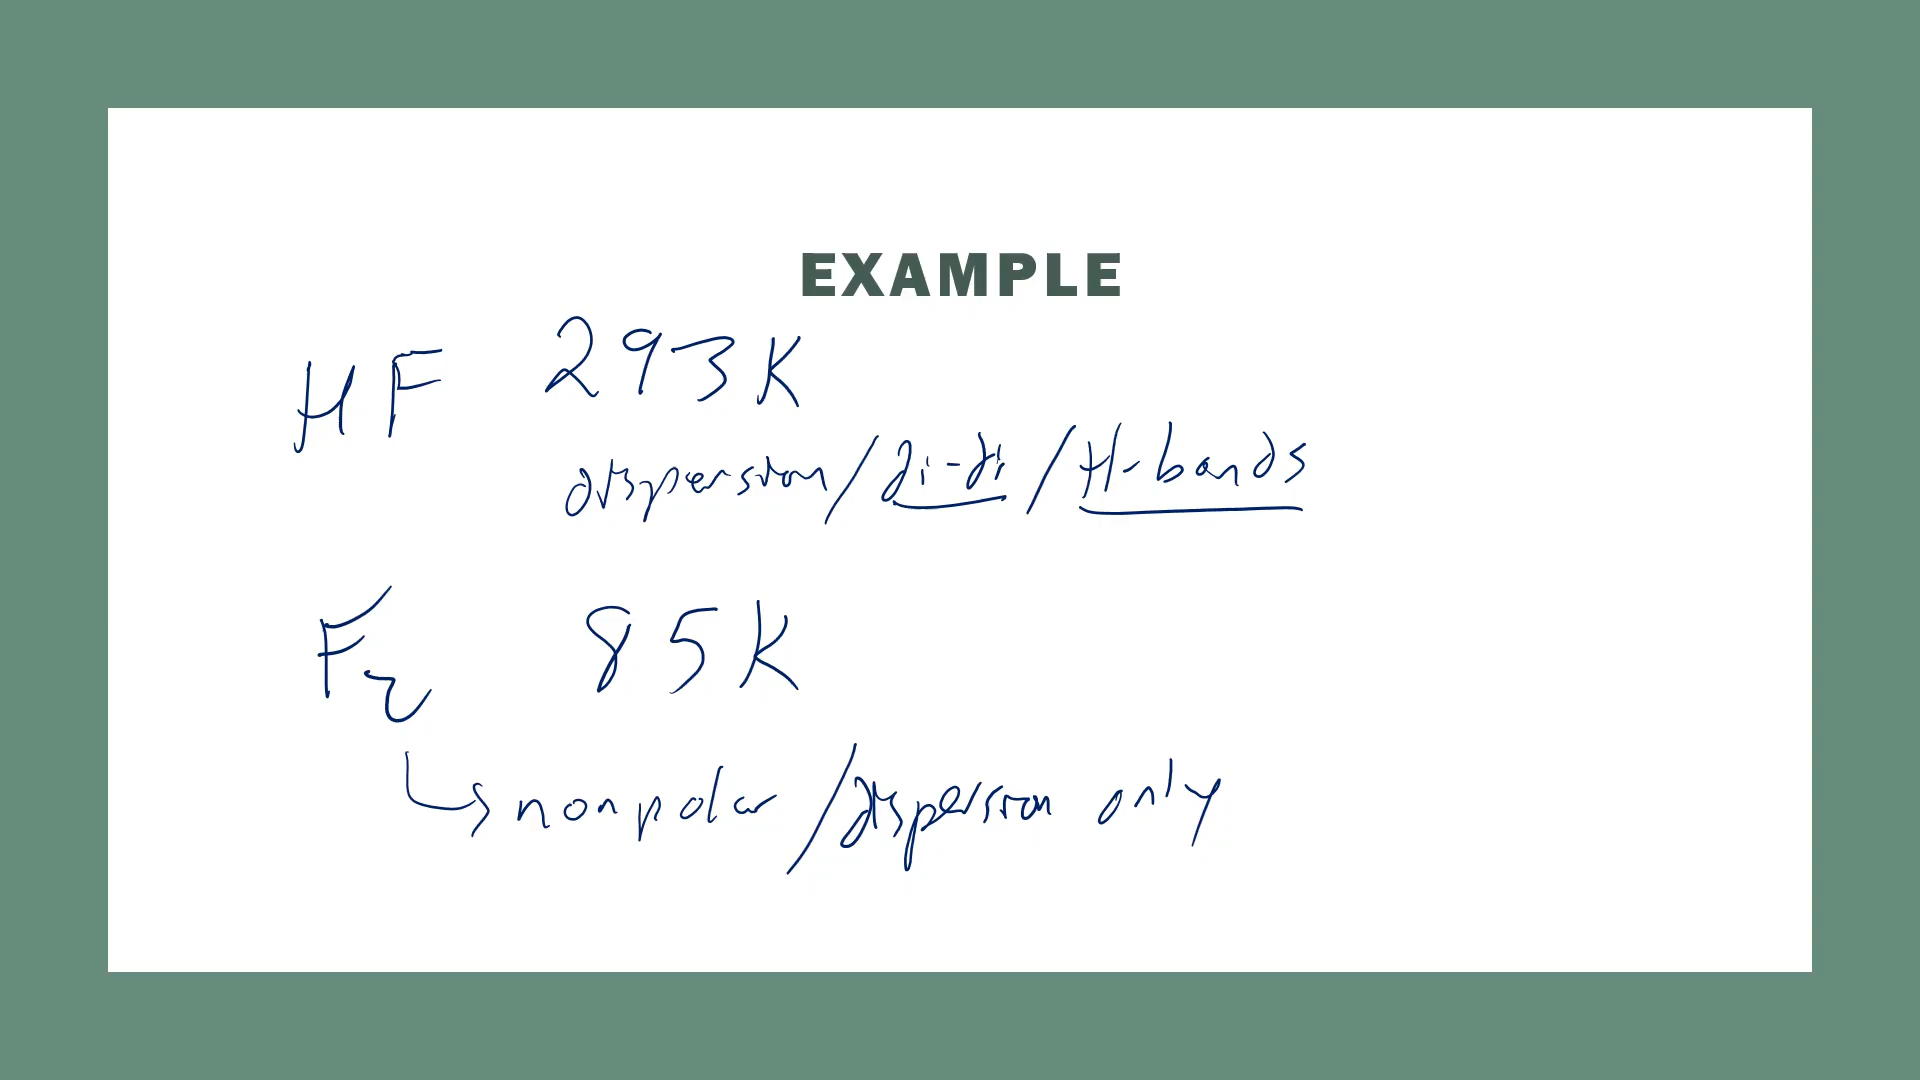 EXAMPLE
HF 293K
dispersion/di-di/H-bonds
F2 85K
↳ nonpolar/dispersion only